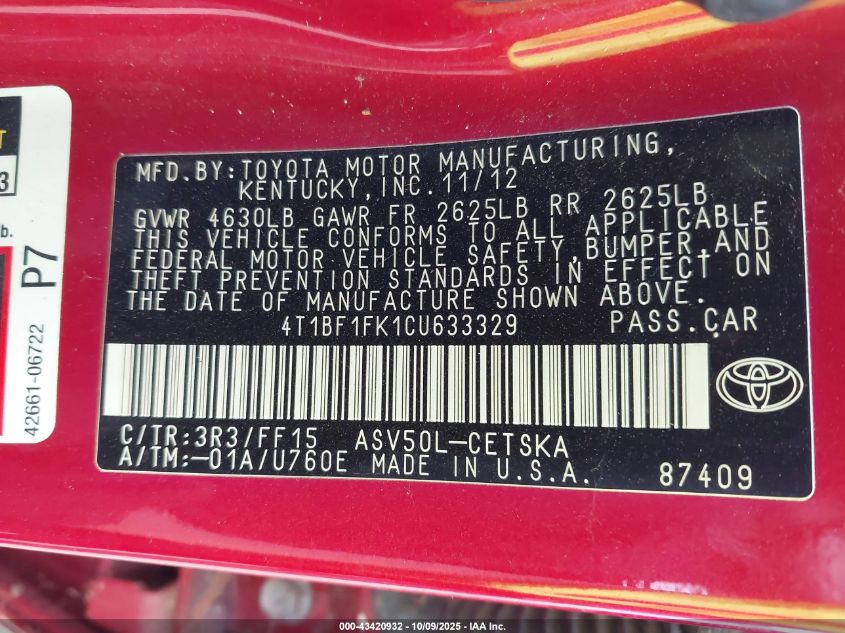 T
3
b.
P7
42661-06722
MFD.BY:TOYOTA MOTOR MANUFACTURING,
KENTUCKY,INC.11/12
GVWR 4630LB GAWR FR 2625LB RR 2625LB
THIS VEHICLE CONFORMS TO ALL APPLICABLE
FEDERAL MOTOR VEHICLE SAFETY,BUMPER,AND
THEFT PREVENTION STANDARDS IN EFFECT ON
THE DATE OF MANUFACTURE SHOWN ABOVE.
4T1BF1FK1CU633329 PASS.CAR
C/TR:3R3/FF15 ASV50L-CETSKA
A/TM:-01A/U760E MADE IN U.S.A. 87409
000-43420932 - 10/09/2025 - IAA Inc.